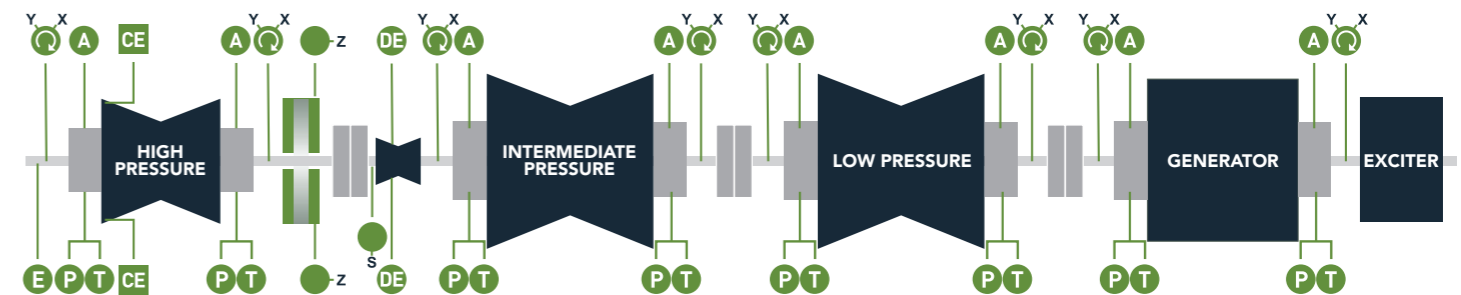 Y X Y X Y X Y X Y X Y X Y X Y X
A CE A Z DE A A A A A A
HIGH
PRESSURE
INTERMEDIATE
PRESSURE
LOW PRESSURE
GENERATOR
EXCITER
S
E P T CE P T Z DE P T P T P T P T P T P T